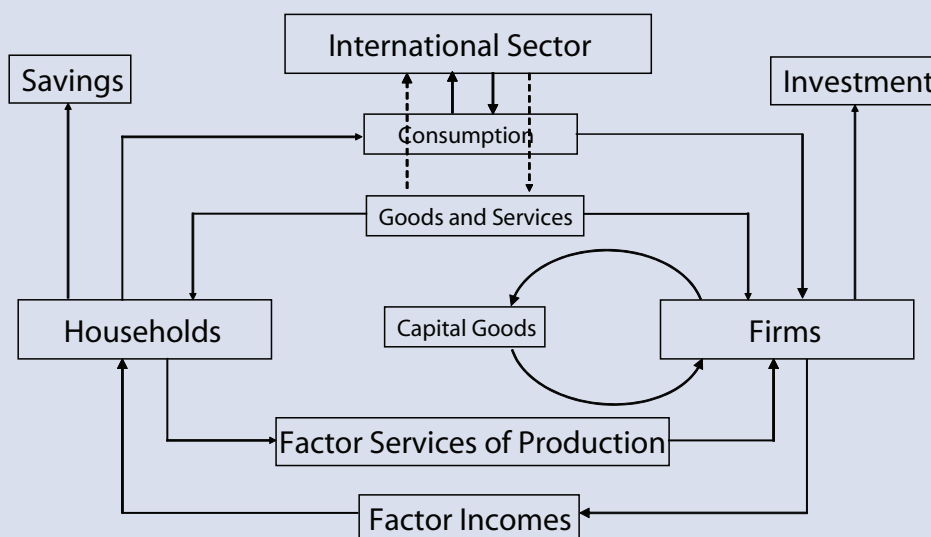 International Sector
Savings
Investment
Consumption
Goods and Services
Households
Capital Goods
Firms
Factor Services of Production
Factor Incomes